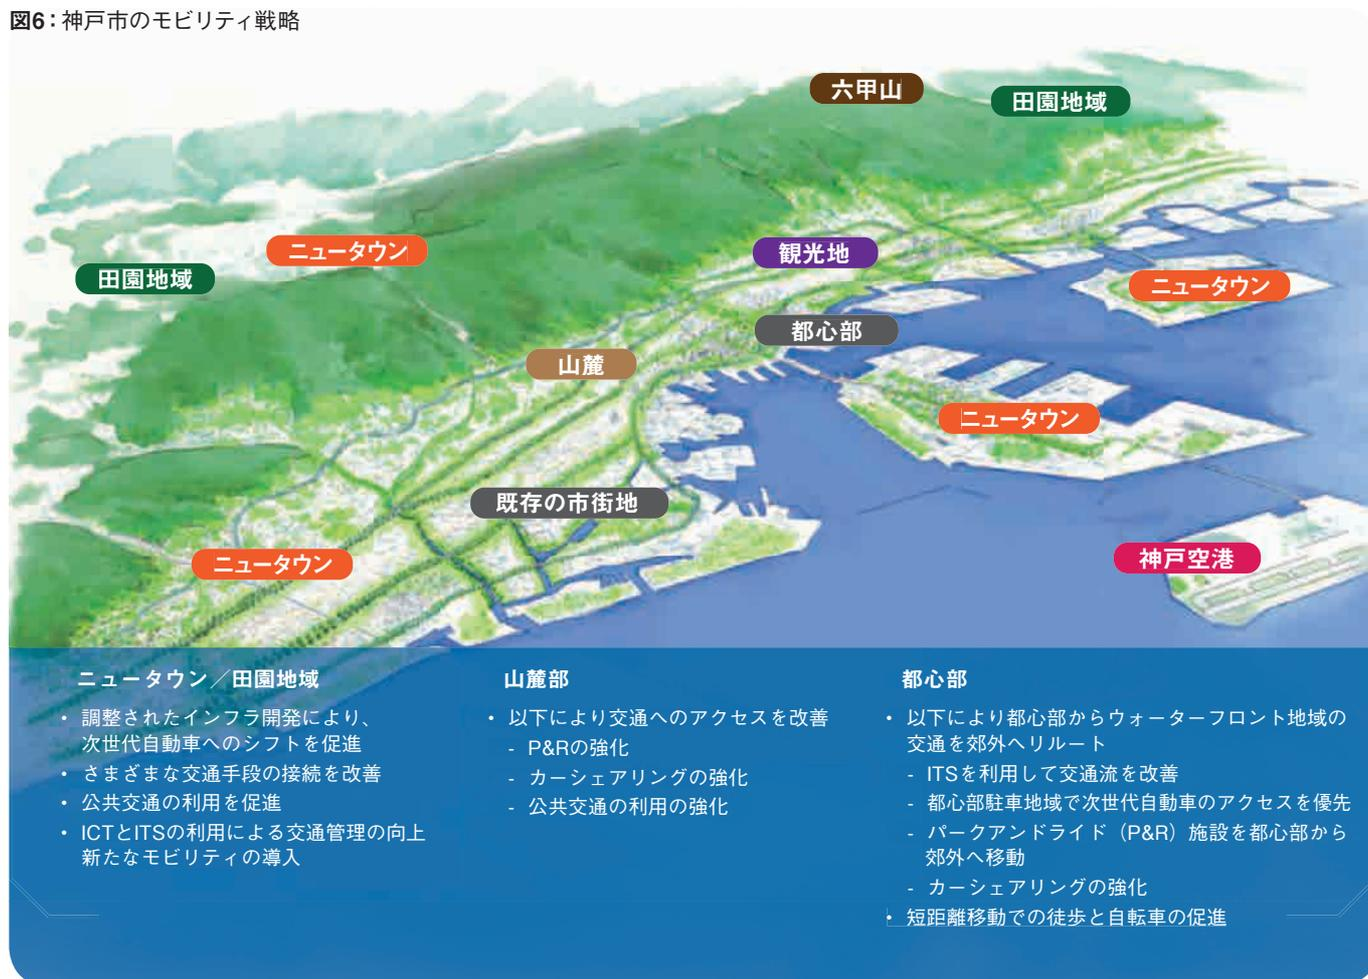 図6：神戸市のモビリティ戦略
六甲山
田園地域
ニュータウン
観光地
田園地域
ニュータウン
都心部
山麓
ニュータウン
既存の市街地
神戸空港
ニュータウン
ニュータウン／田園地域
• 調整されたインフラ開発により、
次世代自動車へのシフトを促進
• さまざまな交通手段の接続を改善
• 公共交通の利用を促進
• ICTとITSの利用による交通管理の向上
新たなモビリティの導入
山麓部
• 以下により交通へのアクセスを改善
- P&Rの強化
- カーシェアリングの強化
- 公共交通の利用の強化
都心部
• 以下により都心部からウォーターフロント地域の
交通を郊外へリルート
- ITSを利用して交通流を改善
- 都心部駐車地域で次世代自動車のアクセスを優先
- パークアンドライド（P&R）施設を都心部から
郊外へ移動
- カーシェアリングの強化
• 短距離移動での徒歩と自転車の促進